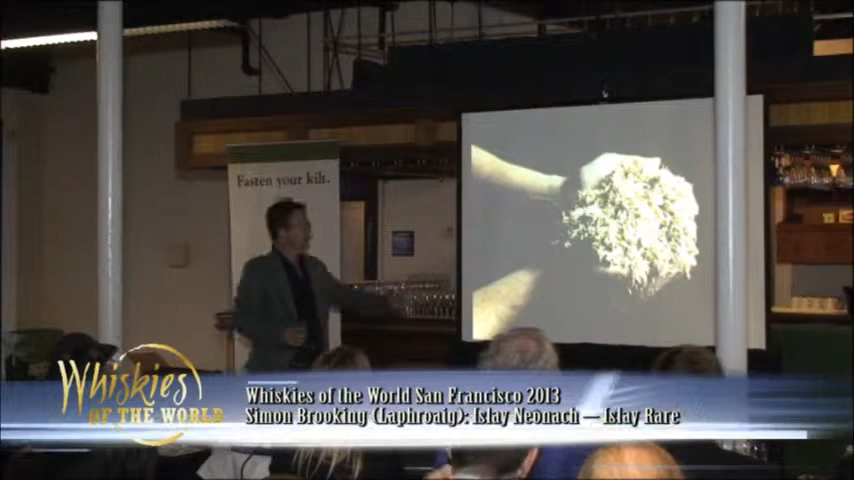 Fasten your kilt.
Whiskies
of the World
Whiskies of the World San Francisco 2013
Simon Brooking (Laphroaig): Islay Neonach — Islay Rare